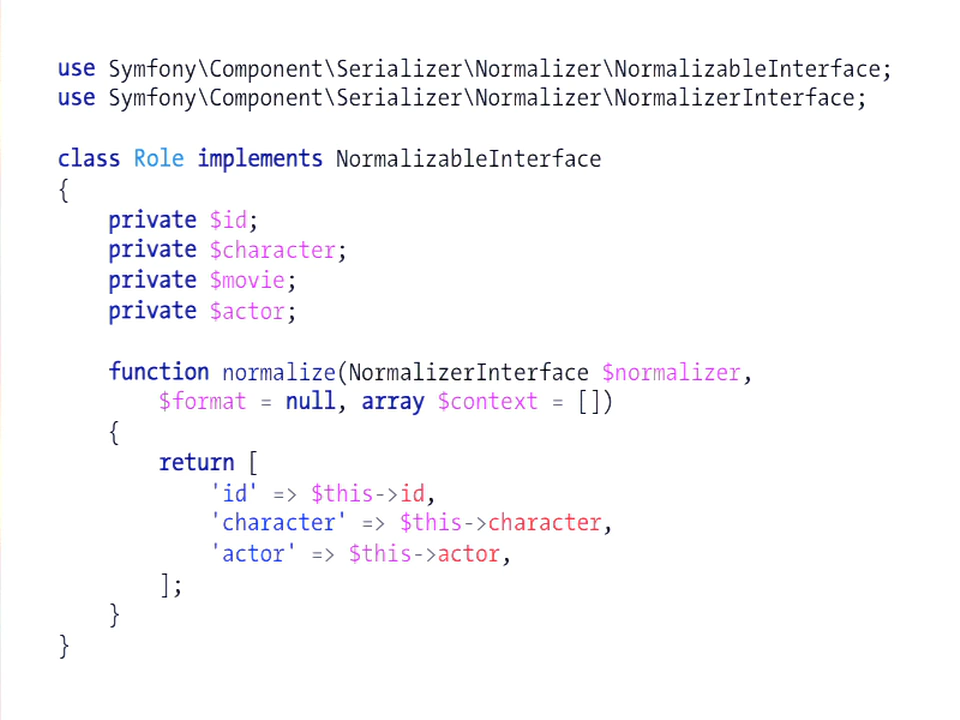 use Symfony\Component\Serializer\Normalizer\NormalizableInterface;
use Symfony\Component\Serializer\Normalizer\NormalizerInterface;

class Role implements NormalizableInterface
{
    private $id;
    private $character;
    private $movie;
    private $actor;

    function normalize(NormalizerInterface $normalizer,
        $format = null, array $context = [])
    {
        return [
            'id' => $this->id,
            'character' => $this->character,
            'actor' => $this->actor,
        ];
    }
}